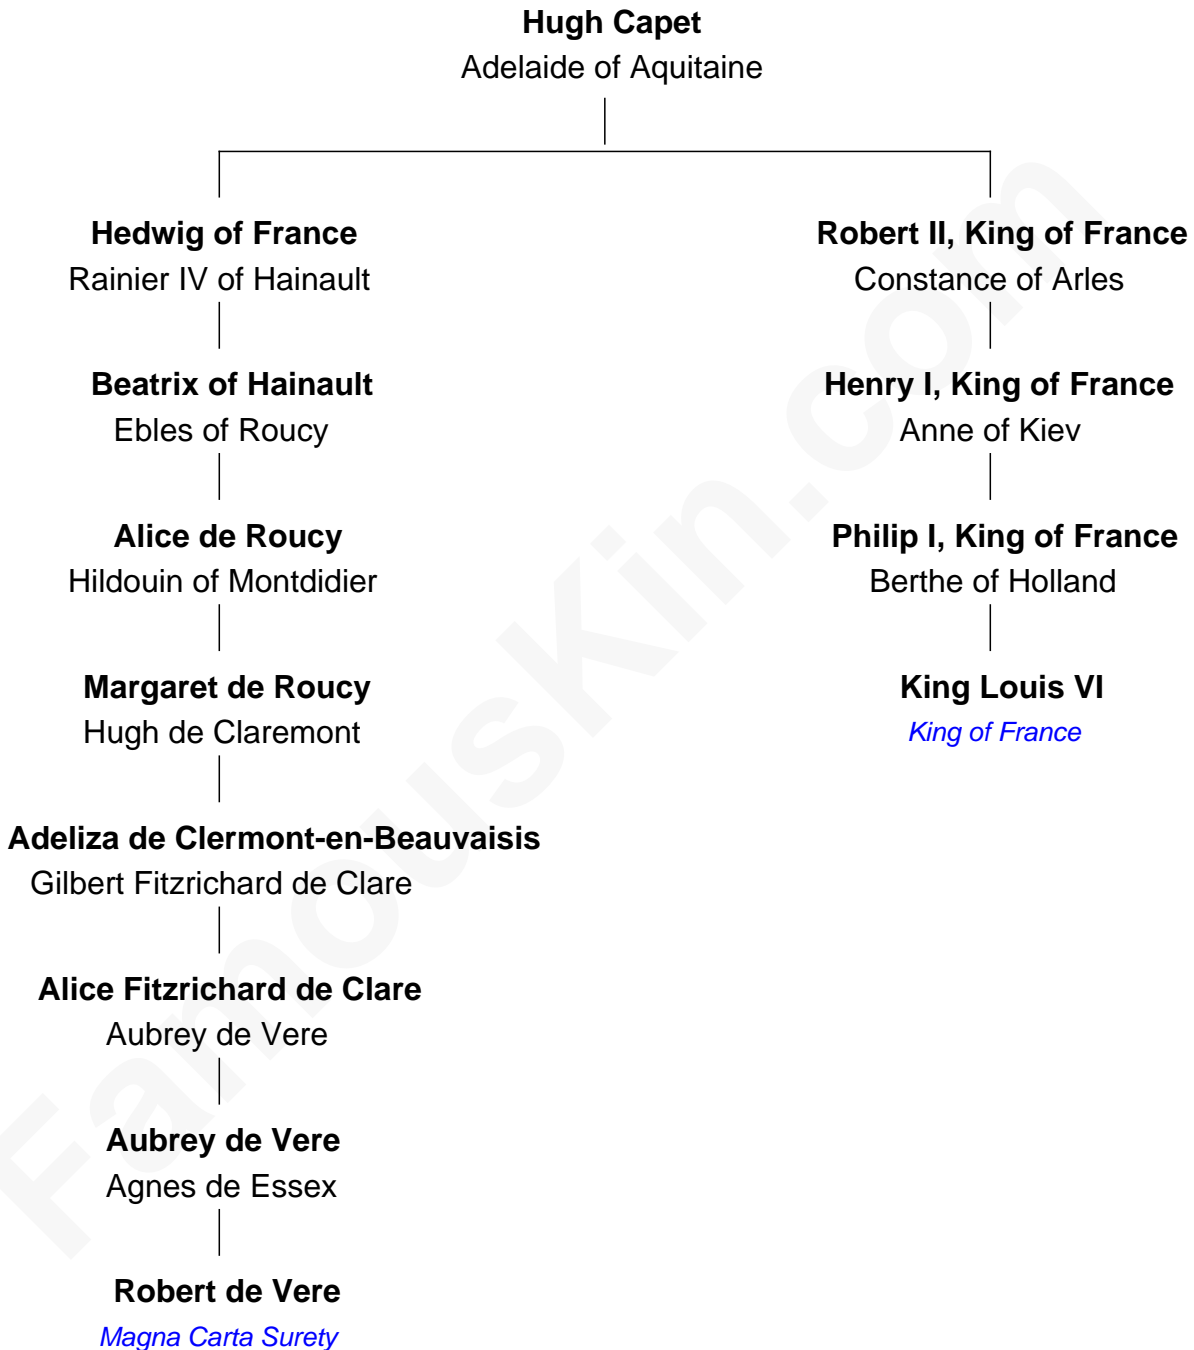 Hugh Capet
Adelaide of Aquitaine
Hedwig of France
Rainier IV of Hainault
Robert II, King of France
Constance of Arles
Beatrix of Hainault
Ebles of Roucy
Henry I, King of France
Anne of Kiev
Alice de Roucy
Hildouin of Montdidier
Philip I, King of France
Berthe of Holland
Margaret de Roucy
Hugh de Claremont
King Louis VI
King of France
Adeliza de Clermont-en-Beauvaisis
Gilbert Fitzrichard de Clare
Alice Fitzrichard de Clare
Aubrey de Vere
Aubrey de Vere
Agnes de Essex
Robert de Vere
Magna Carta Surety
FamousKin.com